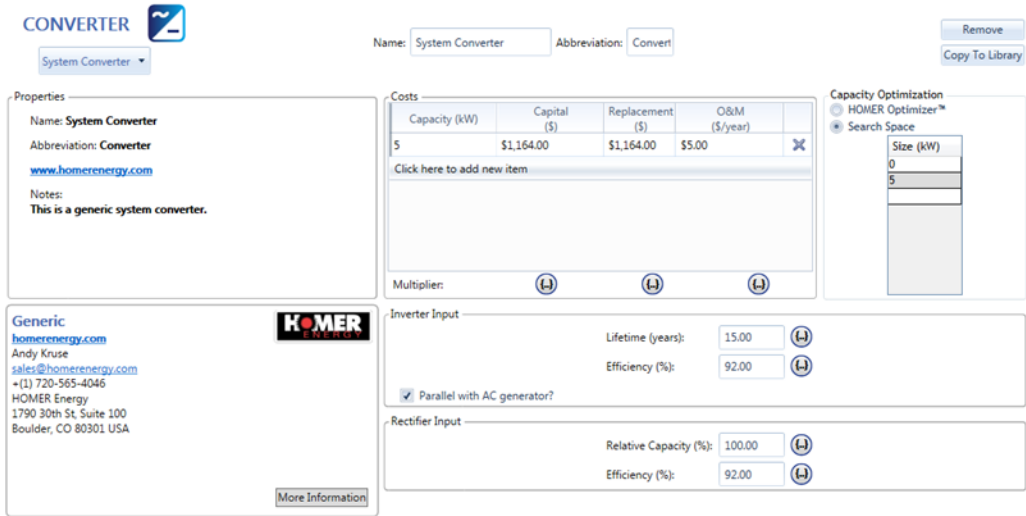 CONVERTER
System Converter
Name: System Converter Abbreviation: Convert
Remove
Copy To Library
Properties
Name: System Converter
Abbreviation: Converter
www.homerenergy.com
Notes:
This is a generic system converter.
Costs
Capacity (kW) Capital ($) Replacement ($) O&M ($/year)
5 $1,164.00 $1,164.00 $5.00
Click here to add new item
Multiplier: (..) (..) (..)
Capacity Optimization
HOMER Optimizer™
Search Space
Size (kW)
0
5
Generic
HOMER
ENERGY
homerenergy.com
Andy Kruse
sales@homerenergy.com
+(1) 720-565-4046
HOMER Energy
1790 30th St, Suite 100
Boulder, CO 80301 USA
More Information
Inverter Input
Lifetime (years): 15.00 (..)
Efficiency (%): 92.00 (..)
Parallel with AC generator?
Rectifier Input
Relative Capacity (%): 100.00 (..)
Efficiency (%): 92.00 (..)